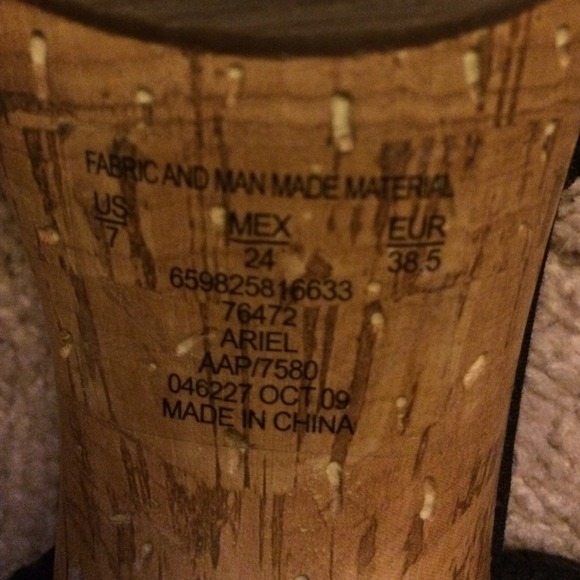 FABRIC AND MAN MADE MATERIAL
US MEX EUR
7 24 38.5
659825816633
76472
ARIEL
AAP/7580
046227 OCT 09
MADE IN CHINA